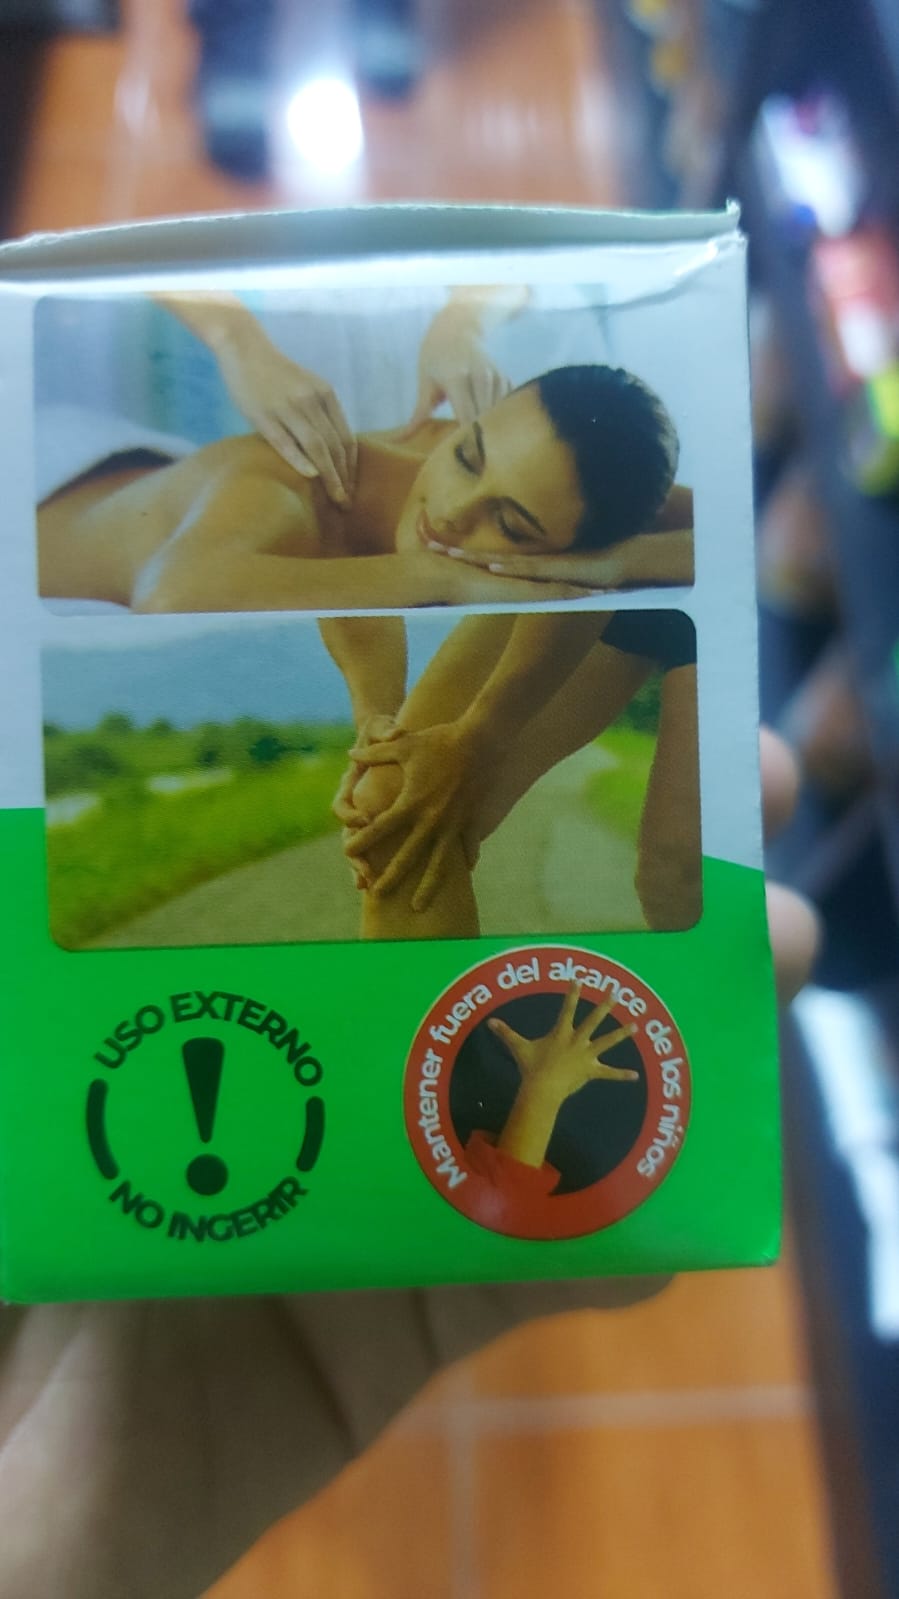 USO EXTERNO
NO INGERIR
Mantener fuera del alcance de los niños